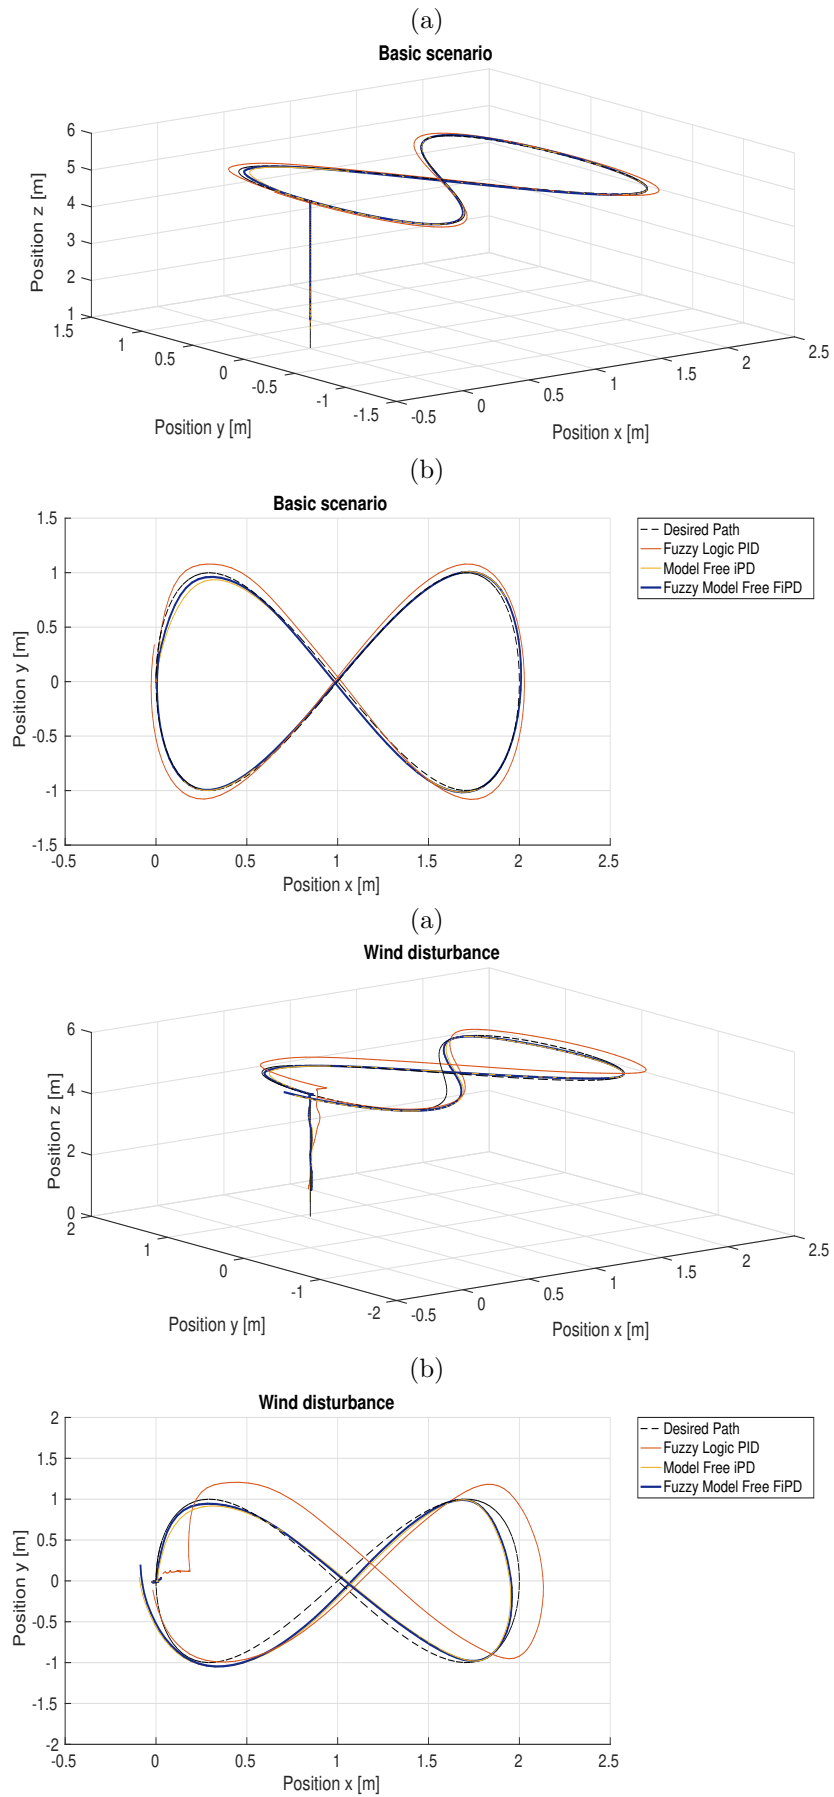 (a)
Basic scenario
6
5
4
3
2
1
Position z [m]
1.5
1
0.5
0
-0.5
-1
-1.5
Position y [m]
-0.5
0
0.5
1
1.5
2
2.5
Position x [m]
(b)
Basic scenario
1.5
1
0.5
0
-0.5
-1
-1.5
Position y [m]
-0.5
0
0.5
1
1.5
2
2.5
Position x [m]
Desired Path
Fuzzy Logic PID
Model Free iPD
Fuzzy Model Free FiPD
(a)
Wind disturbance
6
4
2
0
Position z [m]
2
1
0
-1
-2
Position y [m]
-0.5
0
0.5
1
1.5
2
2.5
Position x [m]
(b)
Wind disturbance
2
1.5
1
0.5
0
-0.5
-1
-1.5
-2
Position y [m]
-0.5
0
0.5
1
1.5
2
2.5
Position x [m]
Desired Path
Fuzzy Logic PID
Model Free iPD
Fuzzy Model Free FiPD